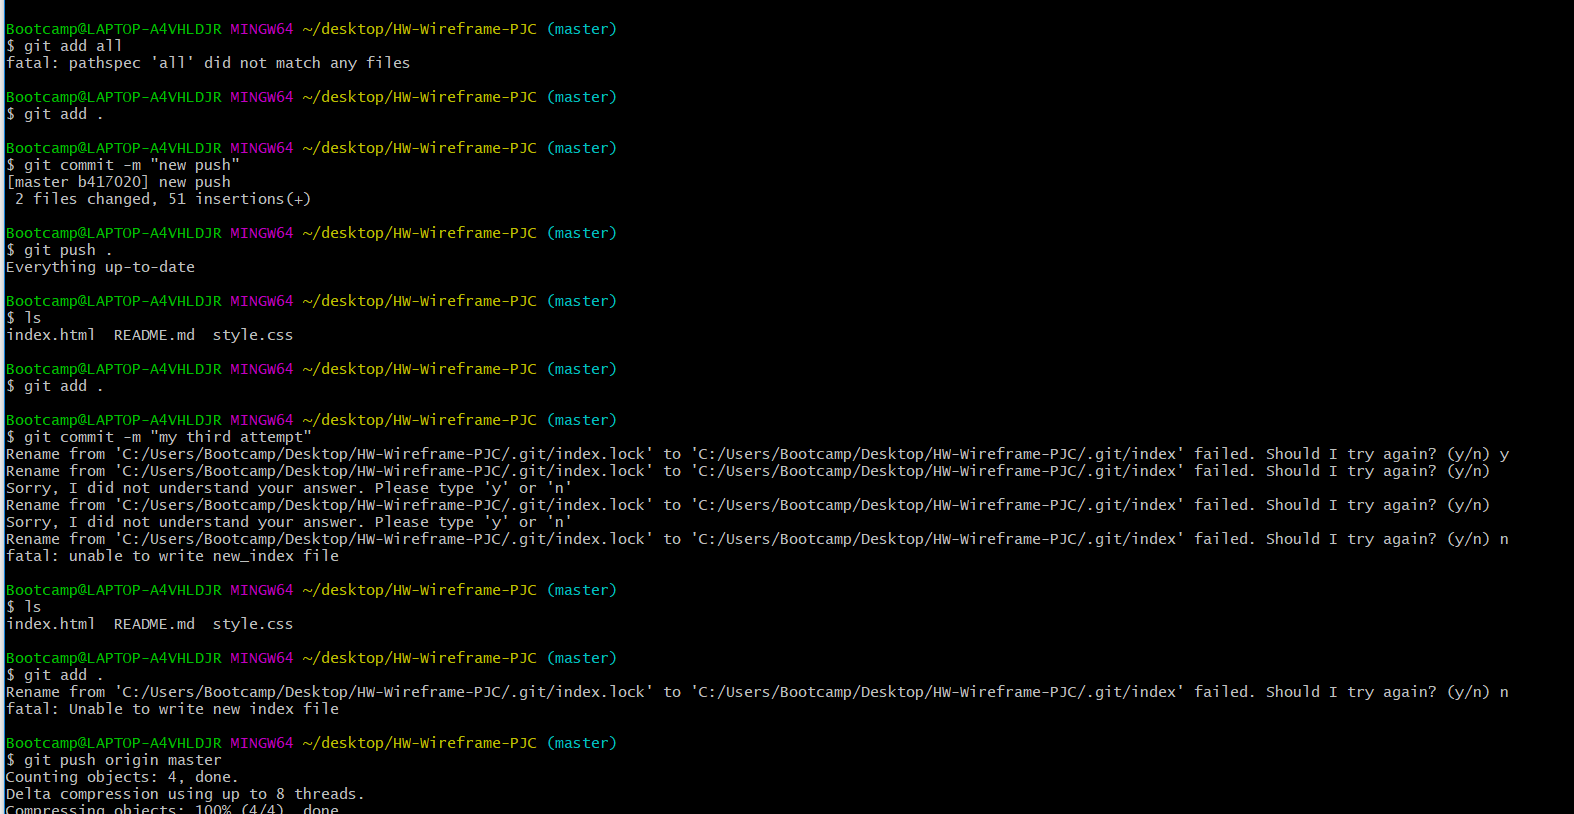 Bootcamp@LAPTOP-A4VHLDJR MINGW64 ~/desktop/HW-Wireframe-PJC (master)
$ git add all
fatal: pathspec 'all' did not match any files
Bootcamp@LAPTOP-A4VHLDJR MINGW64 ~/desktop/HW-Wireframe-PJC (master)
$ git add .
Bootcamp@LAPTOP-A4VHLDJR MINGW64 ~/desktop/HW-Wireframe-PJC (master)
$ git commit -m "new push"
[master b417020] new push
 2 files changed, 51 insertions(+)
Bootcamp@LAPTOP-A4VHLDJR MINGW64 ~/desktop/HW-Wireframe-PJC (master)
$ git push .
Everything up-to-date
Bootcamp@LAPTOP-A4VHLDJR MINGW64 ~/desktop/HW-Wireframe-PJC (master)
$ ls
index.html  README.md  style.css
Bootcamp@LAPTOP-A4VHLDJR MINGW64 ~/desktop/HW-Wireframe-PJC (master)
$ git add .
Bootcamp@LAPTOP-A4VHLDJR MINGW64 ~/desktop/HW-Wireframe-PJC (master)
$ git commit -m "my third attempt"
Rename from 'C:/Users/Bootcamp/Desktop/HW-Wireframe-PJC/.git/index.lock' to 'C:/Users/Bootcamp/Desktop/HW-Wireframe-PJC/.git/index' failed. Should I try again? (y/n) y
Rename from 'C:/Users/Bootcamp/Desktop/HW-Wireframe-PJC/.git/index.lock' to 'C:/Users/Bootcamp/Desktop/HW-Wireframe-PJC/.git/index' failed. Should I try again? (y/n)
Sorry, I did not understand your answer. Please type 'y' or 'n'
Rename from 'C:/Users/Bootcamp/Desktop/HW-Wireframe-PJC/.git/index.lock' to 'C:/Users/Bootcamp/Desktop/HW-Wireframe-PJC/.git/index' failed. Should I try again? (y/n)
Sorry, I did not understand your answer. Please type 'y' or 'n'
Rename from 'C:/Users/Bootcamp/Desktop/HW-Wireframe-PJC/.git/index.lock' to 'C:/Users/Bootcamp/Desktop/HW-Wireframe-PJC/.git/index' failed. Should I try again? (y/n) n
fatal: unable to write new_index file
Bootcamp@LAPTOP-A4VHLDJR MINGW64 ~/desktop/HW-Wireframe-PJC (master)
$ ls
index.html  README.md  style.css
Bootcamp@LAPTOP-A4VHLDJR MINGW64 ~/desktop/HW-Wireframe-PJC (master)
$ git add .
Rename from 'C:/Users/Bootcamp/Desktop/HW-Wireframe-PJC/.git/index.lock' to 'C:/Users/Bootcamp/Desktop/HW-Wireframe-PJC/.git/index' failed. Should I try again? (y/n) n
fatal: Unable to write new index file
Bootcamp@LAPTOP-A4VHLDJR MINGW64 ~/desktop/HW-Wireframe-PJC (master)
$ git push origin master
Counting objects: 4, done.
Delta compression using up to 8 threads.
Compressing objects: 100% (4/4), done